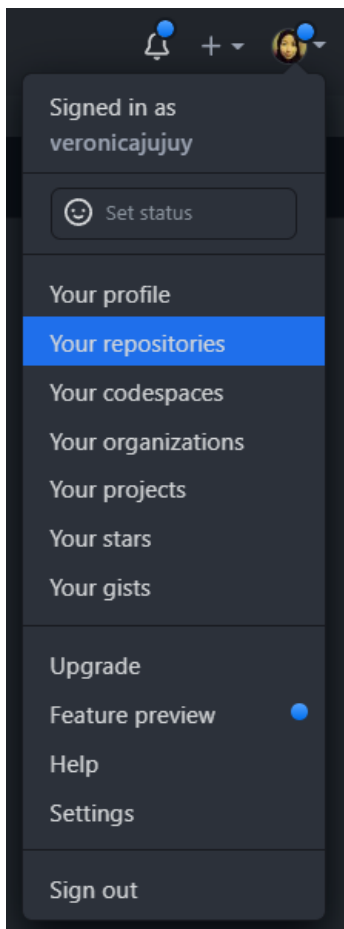 Signed in as
veronicajujuy
Set status
Your profile
Your repositories
Your codespaces
Your organizations
Your projects
Your stars
Your gists
Upgrade
Feature preview
Help
Settings
Sign out